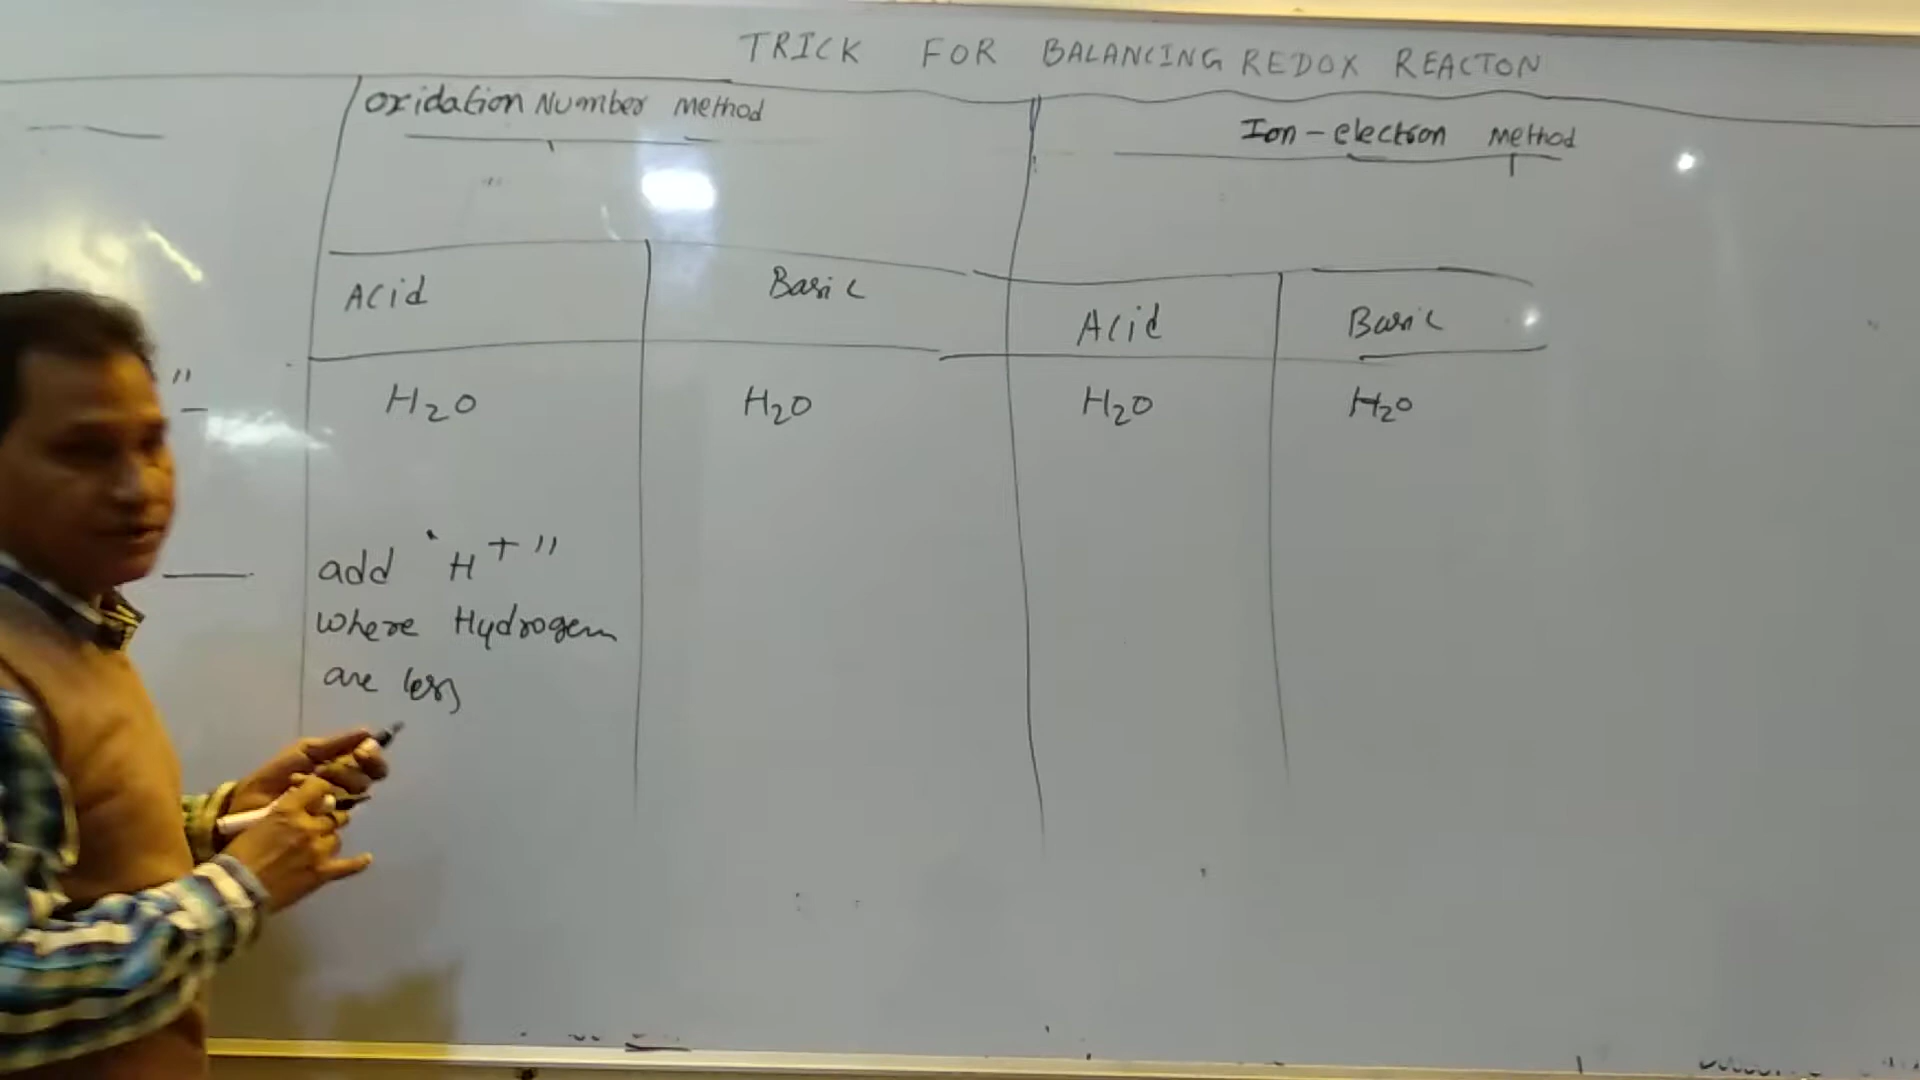 TRICK FOR BALANCING REDOX REACTON
Oxidation Number Method
Ion-electron Method
Acid
Basic
Acid
Basic
H2O
H2O
H2O
H2O
add "H+"
where Hydrogen
are less